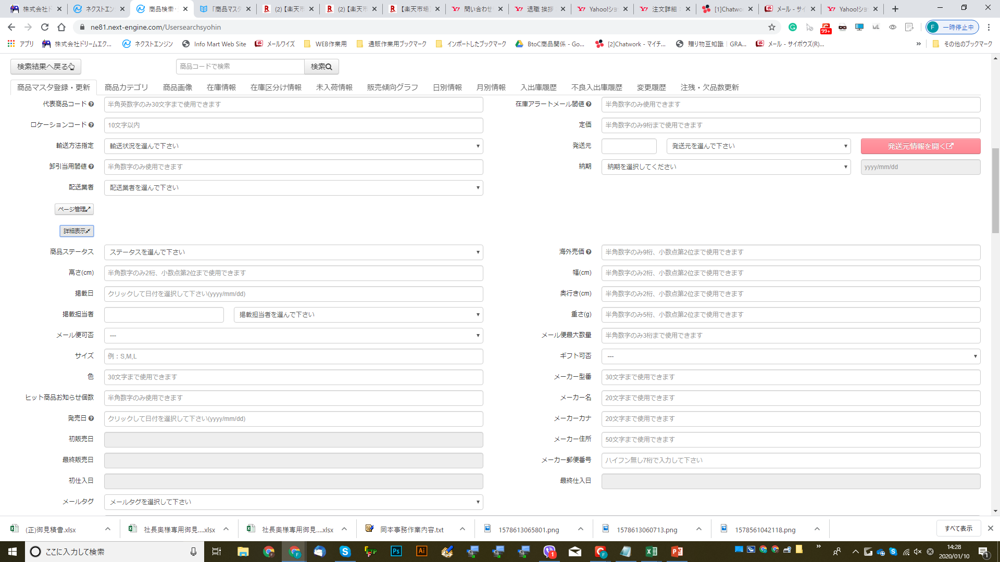 株式会社ド
ネクストエン
商品検索・
「商品マスタ
(2)【楽天市
(2)【楽天市
【楽天市場】
問い合わせ
退職 挨拶
Yahoo!ショ
注文詳細
[1]Chatwo
メール - サイ
Yahoo!ショ
ne81.next-engine.com/Usersearchsyohin
99+
F 一時停止中
アプリ
株式会社ドリームエク...
ネクストエンジン
Info Mart Web Site
メールワイズ
WEB作業用
通販作業用ブックマーク
インポートしたブックマーク
BtoC商品関係 - Go...
[2]Chatwork - マイチ...
贈り物豆知識 | GRA...
メール - サイボウズ(R)...
»
その他のブックマーク
検索結果へ戻る
商品コードで検索
検索
商品マスタ登録・更新
商品カテゴリ
商品画像
在庫情報
在庫区分け情報
未入荷情報
販売傾向グラフ
日別情報
月別情報
入出庫履歴
不良入出庫履歴
変更履歴
注残・欠品数更新
代表商品コード
半角英数字のみ30文字まで使用できます
在庫アラートメール閾値
半角数字のみ使用できます
ロケーションコード
10文字以内
定価
半角数字のみ9桁まで使用できます
輸送方法指定
輸送状況を選んで下さい
発送元
発送元を選んで下さい
発送元情報を開く
卸引当用閾値
半角数字のみ使用できます
納期
納期を選択してください
yyyy/mm/dd
配送業者
配送業者を選んで下さい
ページ管理
詳細表示
商品ステータス
ステータスを選んで下さい
海外売価
半角数字のみ9桁、小数点第2位まで使用できます
高さ(cm)
半角数字のみ2桁、小数点第2位まで使用できます
幅(cm)
半角数字のみ2桁、小数点第2位まで使用できます
掲載日
クリックして日付を選択して下さい(yyyy/mm/dd)
奥行き(cm)
半角数字のみ2桁、小数点第2位まで使用できます
掲載担当者
掲載担当者を選んで下さい
重さ(g)
半角数字のみ5桁、小数点第2位まで使用できます
メール便可否
---
メール便最大数量
半角数字のみ3桁まで使用できます
サイズ
例：S,M,L
ギフト可否
---
色
30文字まで使用できます
メーカー型番
30文字まで使用できます
ヒット商品お知らせ個数
半角数字のみ使用できます
メーカー名
20文字まで使用できます
発売日
クリックして日付を選択して下さい(yyyy/mm/dd)
メーカーカナ
20文字まで使用できます
初販売日
メーカー住所
50文字まで使用できます
最終販売日
メーカー郵便番号
ハイフン無し7桁で入力して下さい
初仕入日
最終仕入日
メールタグ
メールタグを選択して下さい
(正)御見積書.xlsx
社長奥様専用御見....xlsx
社長奥様専用御見....xlsx
岡本事務作業内容.txt
1578613065801.png
1578613060713.png
1578561042118.png
すべて表示
ここに入力して検索
14:28
2020/01/10